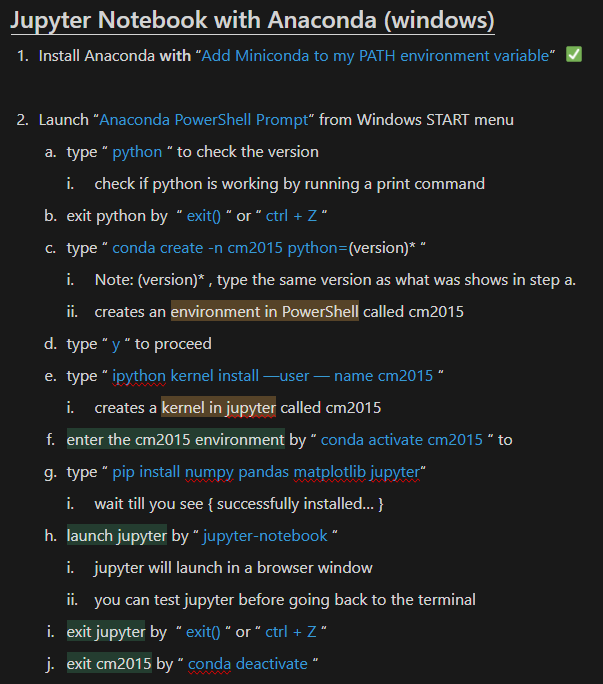 Jupyter Notebook with Anaconda (windows)
1. Install Anaconda with “Add Miniconda to my PATH environment variable“ ✅
2. Launch “Anaconda PowerShell Prompt“ from Windows START menu
a. type “ python “ to check the version
i. check if python is working by running a print command
b. exit python by “ exit() “ or “ ctrl + Z “
c. type “ conda create -n cm2015 python=(version)* “
i. Note: (version)* , type the same version as what was shows in step a.
ii. creates an environment in PowerShell called cm2015
d. type “ y “ to proceed
e. type “ ipython kernel install —user — name cm2015 “
i. creates a kernel in jupyter called cm2015
f. enter the cm2015 environment by “ conda activate cm2015 “ to
g. type “ pip install numpy pandas matplotlib jupyter“
i. wait till you see { successfully installed... }
h. launch jupyter by “ jupyter-notebook “
i. jupyter will launch in a browser window
ii. you can test jupyter before going back to the terminal
i. exit jupyter by “ exit() “ or “ ctrl + Z “
j. exit cm2015 by “ conda deactivate “